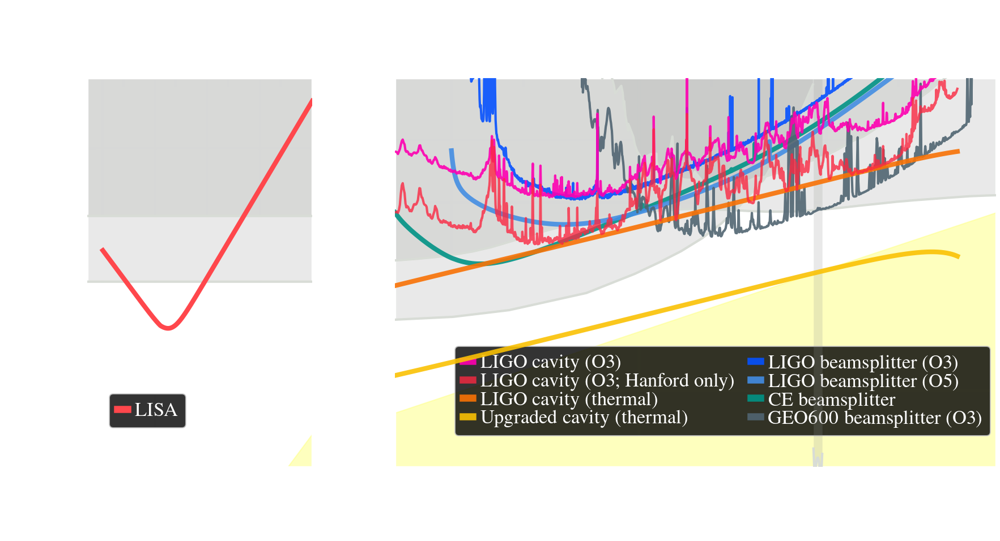 LISA
LIGO cavity (O3)
LIGO cavity (O3; Hanford only)
LIGO cavity (thermal)
Upgraded cavity (thermal)
LIGO beamsplitter (O3)
LIGO beamsplitter (O5)
CE beamsplitter
GEO600 beamsplitter (O3)